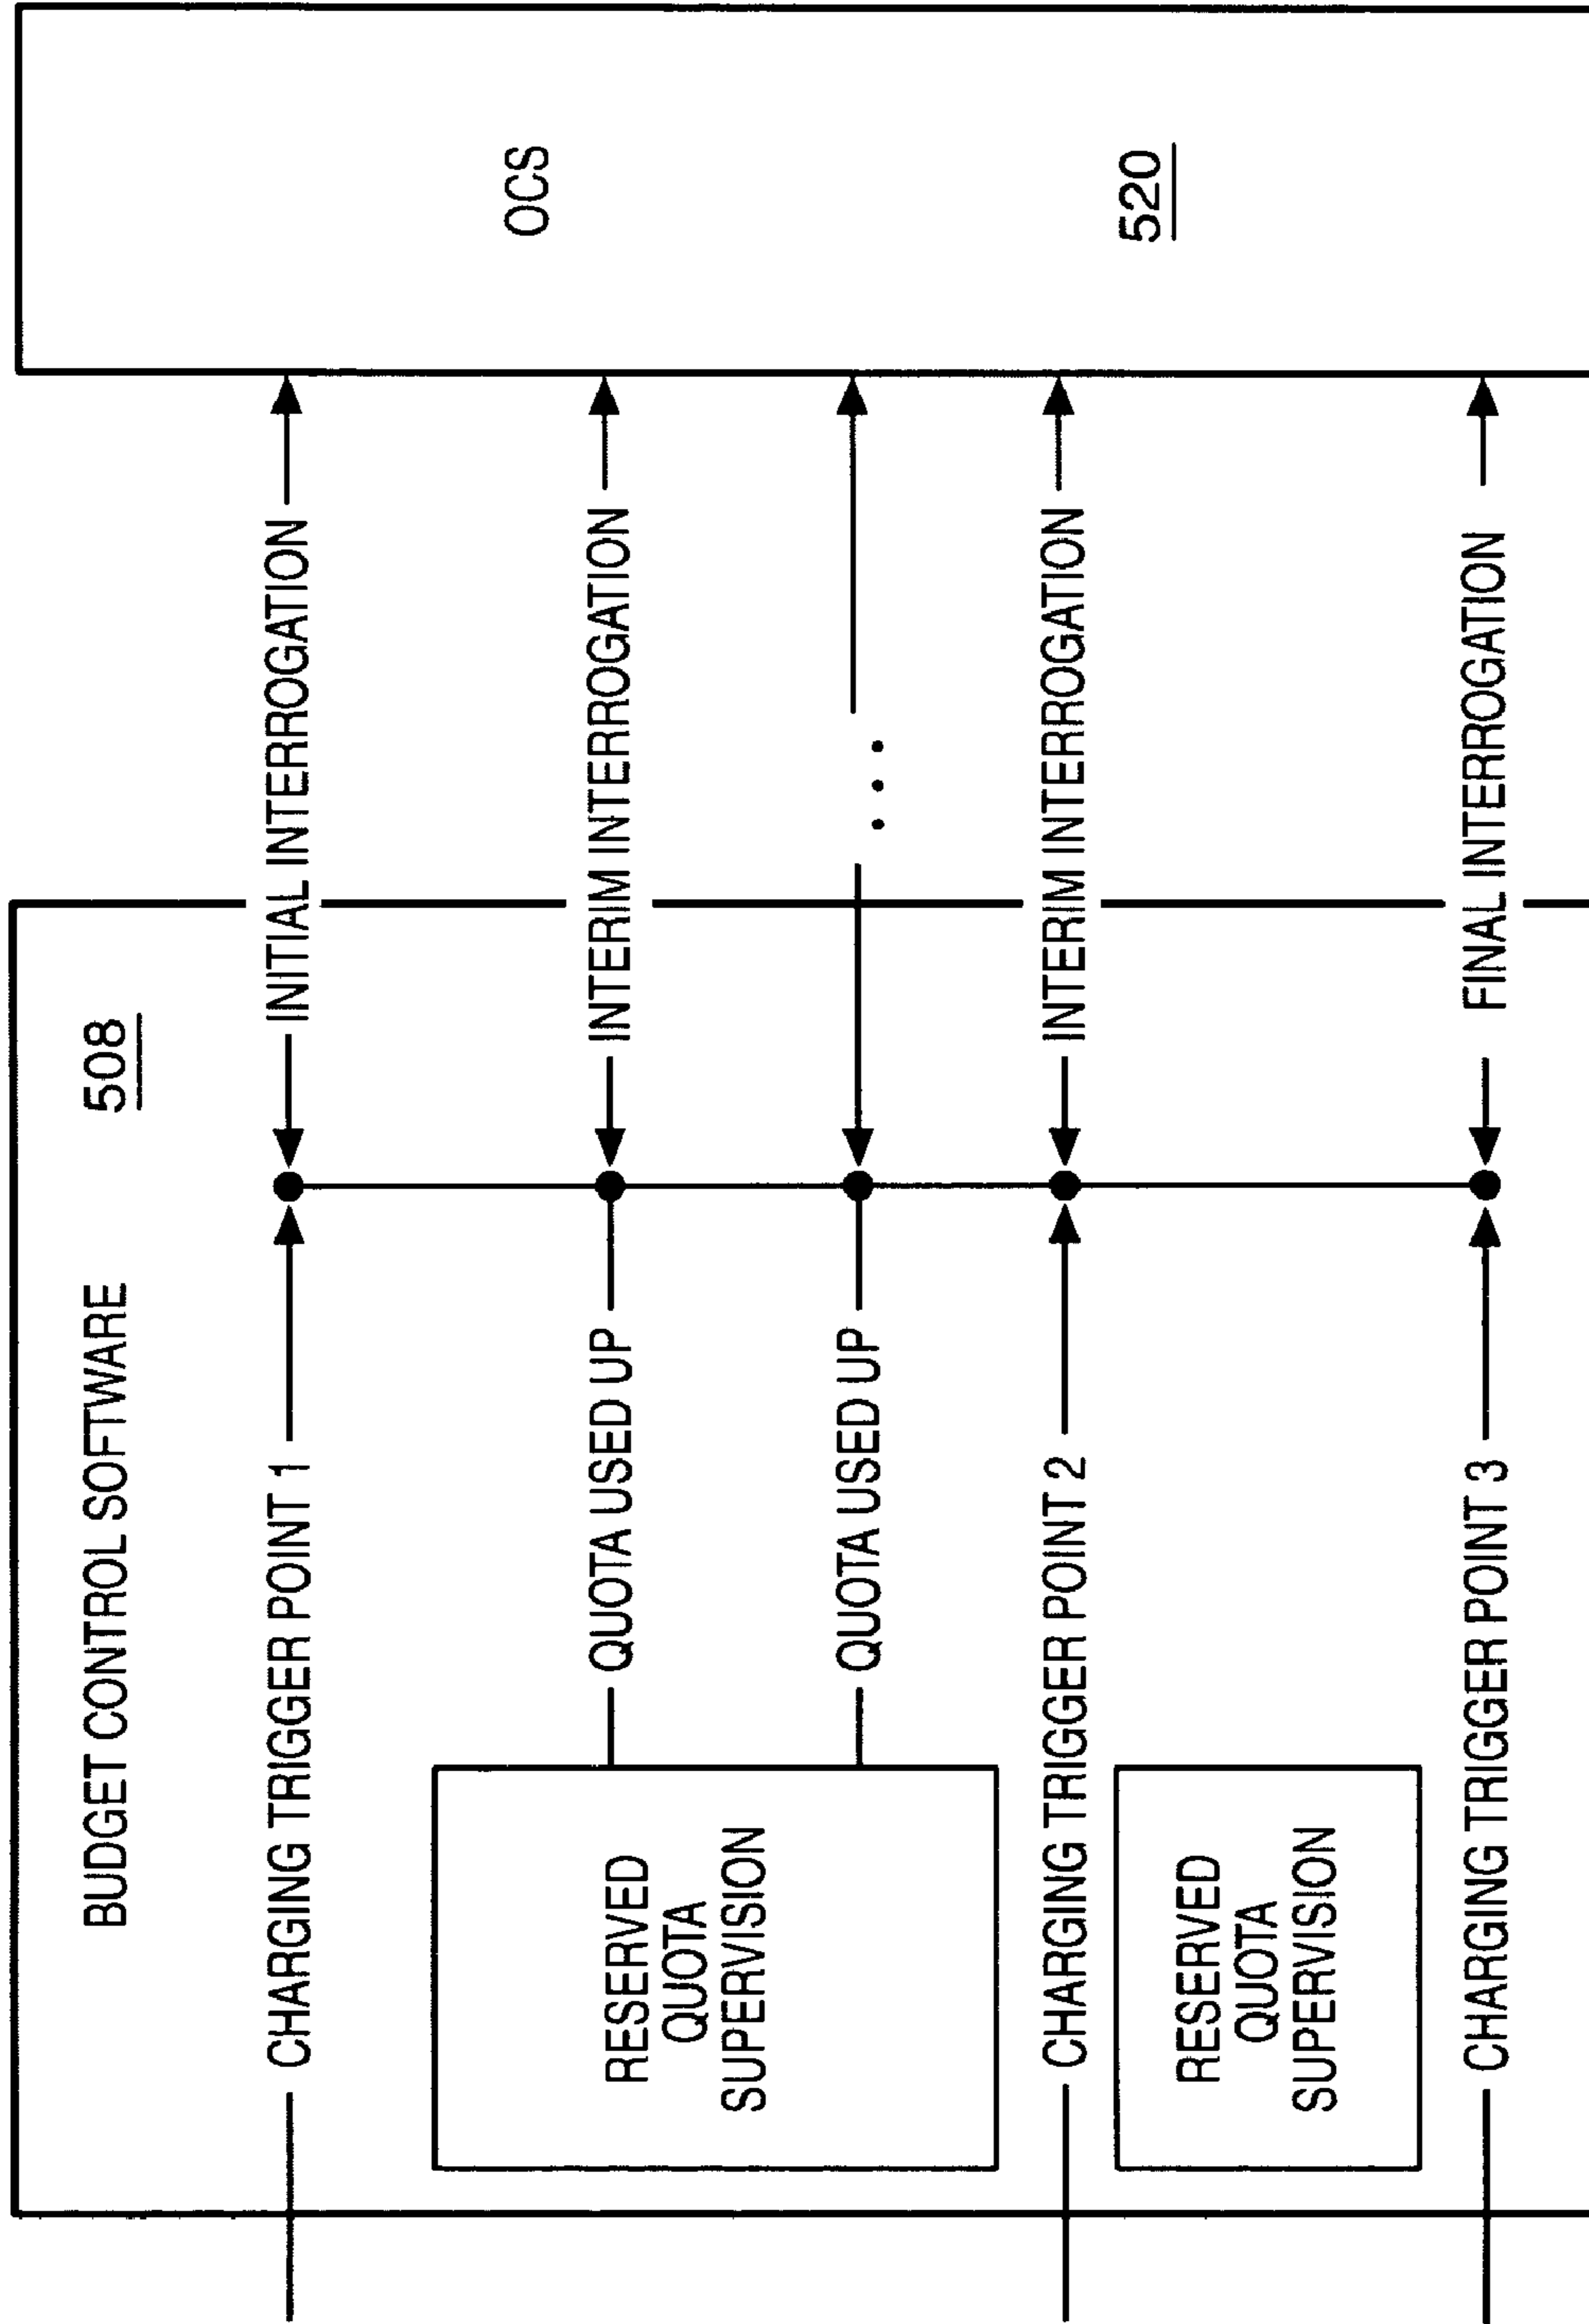 BUDGET CONTROL SOFTWARE
508
CHARGING TRIGGER POINT 1
INITIAL INTERROGATION
OCS
RESERVED
QUOTA
SUPERVISION
QUOTA USED UP
INTERIM INTERROGATION
QUOTA USED UP
...
CHARGING TRIGGER POINT 2
INTERIM INTERROGATION
520
RESERVED
QUOTA
SUPERVISION
CHARGING TRIGGER POINT 3
FINAL INTERROGATION